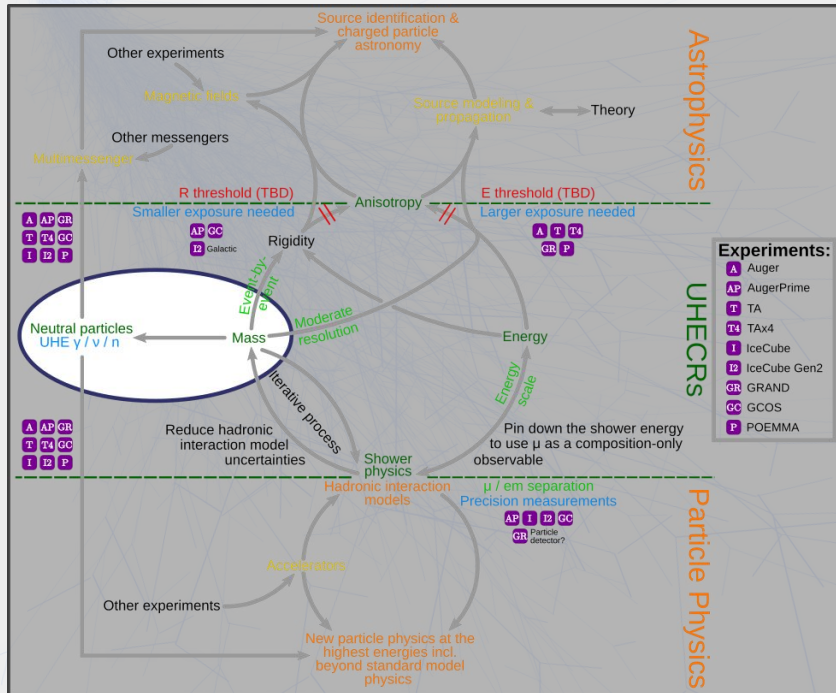 Source identification &
charged particle
astronomy
Other experiments
Magnetic fields
Source modeling &
propagation
Theory
Other messengers
Multimessenger
Astrophysics
R threshold (TBD)
E threshold (TBD)
Anisotropy
Smaller exposure needed
Larger exposure needed
A AP GR
T T4 GC
I I2 P
AP GC
I2 Galactic
A T T4
GR P
Rigidity
Event-by-
event
Moderate
resolution
Neutral particles
UHE γ / ν / n
Mass
Energy
Energy
scale
UHECRs
Experiments:
A Auger
AP AugerPrime
T TA
T4 TAx4
I IceCube
I2 IceCube Gen2
GR GRAND
GC GCOS
P POEMMA
Iterative process
Reduce hadronic
interaction model
uncertainties
Pin down the shower energy
to use μ as a composition-only
observable
A AP GR
T T4 GC
I I2 P
Shower
physics
Hadronic interaction
models
μ / em separation
Precision measurements
AP I I2 GC
GR Particle
detector?
Accelerators
Other experiments
New particle physics at the
highest energies incl.
beyond standard model
physics
Particle Physics